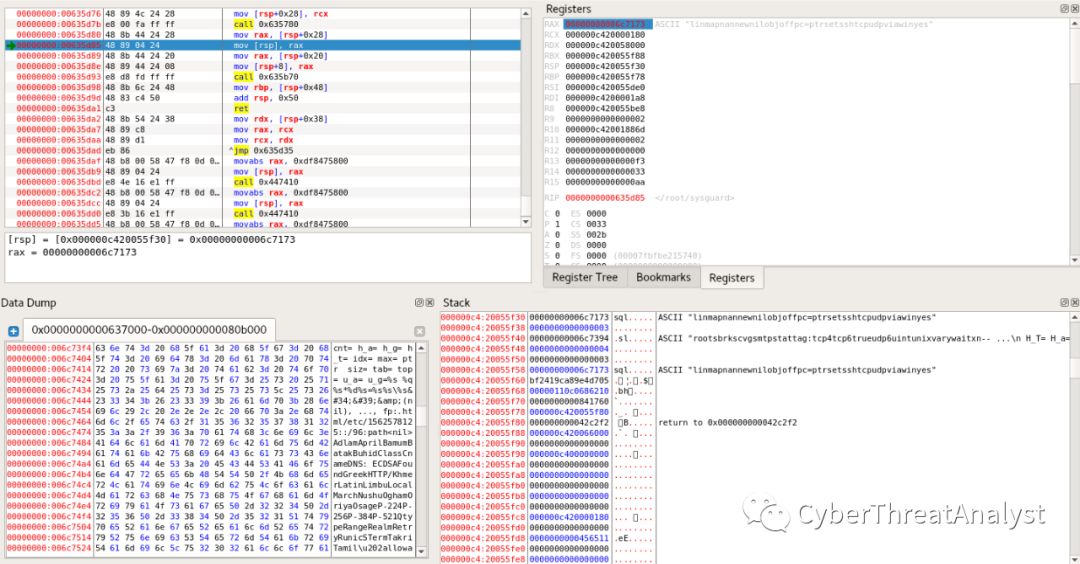 00000000:00635d76 48 89 4c 24 28 mov [rsp+0x28], rcx
00000000:00635d7b e8 00 fa ff ff call 0x635780
00000000:00635d80 48 8b 44 24 28 mov rax, [rsp+0x28]
00000000:00635d85 48 89 04 24 mov [rsp], rax
00000000:00635d89 48 8b 44 24 20 mov rax, [rsp+0x20]
00000000:00635d8e 48 89 44 24 08 mov [rsp+8], rax
00000000:00635d93 e8 d8 fd ff ff call 0x635b70
00000000:00635d98 48 8b 6c 24 48 mov rbp, [rsp+0x48]
00000000:00635d9d 48 83 c4 50 add rsp, 0x50
00000000:00635da1 c3 ret
00000000:00635da2 48 8b 54 24 38 mov rdx, [rsp+0x38]
00000000:00635da7 48 89 c8 mov rax, rcx
00000000:00635daa 48 89 d1 mov rcx, rdx
00000000:00635dad eb 86 ^jmp 0x635d35
00000000:00635daf 48 b8 00 58 47 f8 0d 0… movabs rax, 0xdf8475800
00000000:00635db9 48 89 04 24 mov [rsp], rax
00000000:00635dbd e8 4e 16 e1 ff call 0x447410
00000000:00635dc2 48 b8 00 58 47 f8 0d 0… movabs rax, 0xdf8475800
00000000:00635dcc 48 89 04 24 mov [rsp], rax
00000000:00635dd0 e8 3b 16 e1 ff call 0x447410
00000000:00635dd5 48 b8 00 58 47 f8 0d 0… movabs rax, 0xdf8475800
[rsp] = [0x000000c420055f30] = 0x00000000006c7173
rax = 00000000006c7173
Registers
RAX 00000000006c7173 ASCII "linmapnannewnilobjoffpc=ptrsetsshtcpudpviawinyes"
RCX 000000c420000180
RDX 000000c420058000
RBX 000000c420055f88
RSP 000000c420055f30
RBP 000000c420055f78
RSI 000000c420055de0
RDI 000000c4200001a8
R8 000000c420055be8
R9 0000000000000002
R10 000000c42001886d
R11 0000000000000002
R12 0000000000000000
R13 00000000000000f3
R14 0000000000000033
R15 00000000000000aa
RIP 0000000000635d85 </root/sysguard>
C 0 ES 0000
P 1 CS 0033
A 0 SS 002b
Z 0 DS 0000
S 0 FS 0000 (00007fbfbe215740)
Register Tree
Bookmarks
Registers
Data Dump
0x0000000000637000-0x000000000080b000
00000000:006c73f4 63 6e 74 3d 20 68 5f 61 3d 20 68 5f 67 3d 20 68 cnt= h_a= h_g= h
00000000:006c7404 5f 74 3d 20 69 64 78 3d 20 6d 61 78 3d 20 70 74 _t= idx= max= pt
00000000:006c7414 72 20 20 73 69 7a 3d 20 74 61 62 3d 20 74 6f 70 r siz= tab= top
00000000:006c7424 3d 20 75 5f 61 3d 20 75 5f 67 3d 25 73 20 25 71 = u_a= u_g=%s %q
00000000:006c7434 25 73 2a 25 64 25 73 3d 25 73 25 73 5c 25 73 26 %s*%d%s=%s%s\%s&
00000000:006c7444 23 33 34 3b 26 23 33 39 3b 26 61 6d 70 3b 28 6e #34;&#39;&amp;(n
00000000:006c7454 69 6c 29 2c 20 2e 2e 2e 2c 20 66 70 3a 2e 68 74 il), ..., fp:.ht
00000000:006c7464 6d 6c 2f 65 74 63 2f 31 35 36 32 35 37 38 31 32 ml/etc/156257812
00000000:006c7474 35 3a 3a 2f 39 36 3a 70 61 74 68 3c 6e 69 6c 3e 5::/96:path<nil>
00000000:006c7484 41 64 6c 61 6d 41 70 72 69 6c 42 61 6d 75 6d 42 AdlamAprilBamumB
00000000:006c7494 61 74 61 6b 42 75 68 69 64 43 6c 61 73 73 43 6e atakBuhidClassCn
00000000:006c74a4 61 6d 65 44 4e 53 3a 20 45 43 44 53 41 46 6f 75 ameDNS: ECDSAFou
00000000:006c74b4 6e 64 47 72 65 65 6b 48 54 54 50 2f 4b 68 6d 65 ndGreekHTTP/Khme
00000000:006c74c4 72 4c 61 74 69 6e 4c 69 6d 62 75 4c 6f 63 61 6c rLatinLimbuLocal
00000000:006c74d4 4d 61 72 63 68 4e 75 73 68 75 4f 67 68 61 6d 4f MarchNushuOghamO
00000000:006c74e4 72 69 79 61 4f 73 61 67 65 50 2d 32 32 34 50 2d riyaOsageP-224P-
00000000:006c74f4 32 35 36 50 2d 33 38 34 50 2d 35 32 31 51 74 79 256P-384P-521Qty
00000000:006c7504 70 65 52 61 6e 67 65 52 65 61 6c 6d 52 65 74 72 peRangeRealmRetr
00000000:006c7514 79 52 75 6e 69 63 53 54 65 72 6d 54 61 6b 72 69 yRunicSTermTakri
00000000:006c7524 54 61 6d 69 6c 5c 75 32 30 32 61 6c 6c 6f 77 61 Tamil\u202allowa
Stack
000000c4:20055f30 00000000006c7173 sql..... ASCII "linmapnannewnilobjoffpc=ptrsetsshtcpudpviawinyes"
000000c4:20055f38 0000000000000003 ........
000000c4:20055f40 00000000006c7394 .sl..... ASCII "rootsbrkscvgsmtpstattag:tcp4tcp6trueudp6uintunixvarywaitxn-- ...\n H_T= H_a=
000000c4:20055f48 0000000000000004 ........
000000c4:20055f50 0000000000000003 ........
000000c4:20055f58 00000000006c7173 sql..... ASCII "linmapnannewnilobjoffpc=ptrsetsshtcpudpviawinyes"
000000c4:20055f60 bf2419ca89e4d705
000000c4:20055f68 00000110c0686210 .bh
000000c4:20055f70 0000000000841760
000000c4:20055f78 000000c420055f80
000000c4:20055f80 000000000042c2f2 return to 0x000000000042c2f2
000000c4:20055f88 000000c420066000
000000c4:20055f90 0000000000000000 ........
000000c4:20055f98 000000c400000000
000000c4:20055fa0 0000000000000000 ........
000000c4:20055fa8 0000000000000000 ........
000000c4:20055fb0 0000000000000000 ........
000000c4:20055fb8 0000000000000000 ........
000000c4:20055fc0 0000000000000000 ........
000000c4:20055fc8 000000c420000180
000000c4:20055fd0 0000000000000000 ........
000000c4:20055fd8 0000000000456511 .eE.....
000000c4:20055fe0 0000000000000000 ........
000000c4:20055fe8 0000000000000000 ........
CyberThreatAnalyst